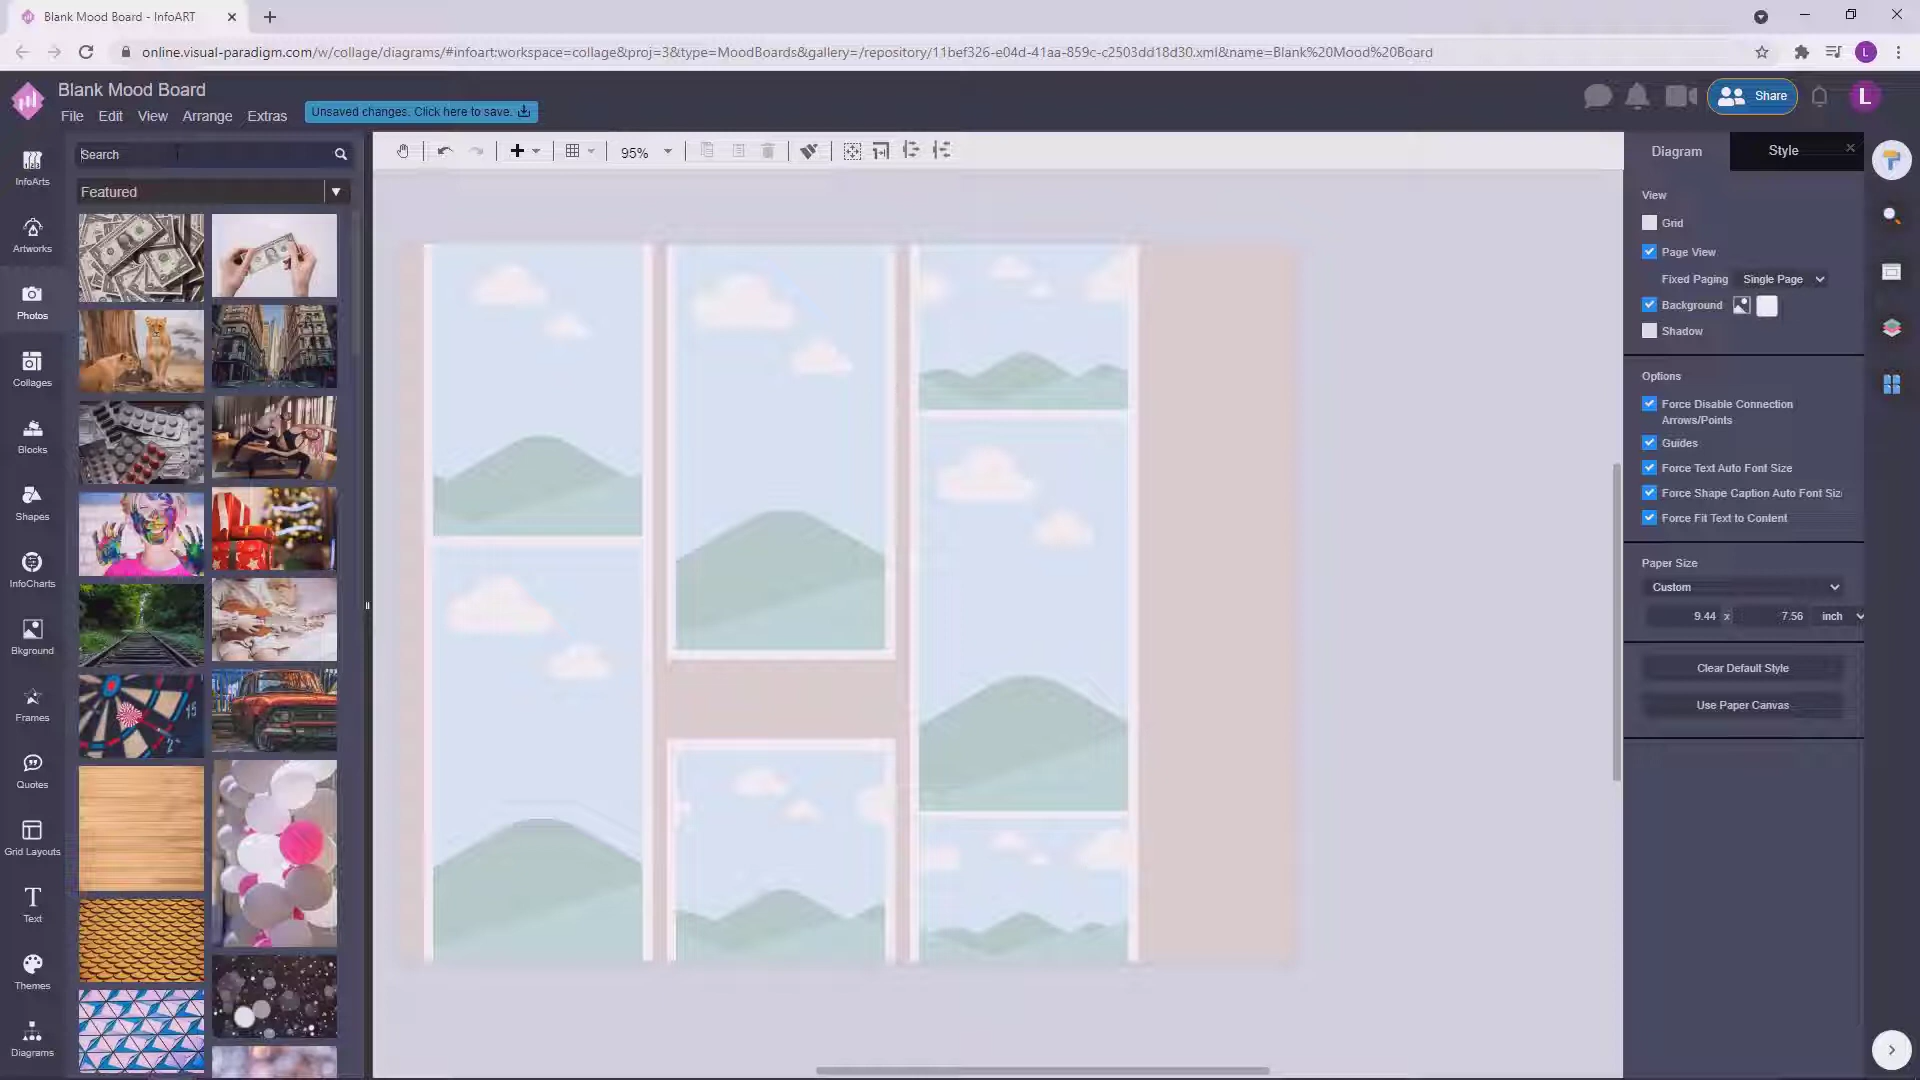 Blank Mood Board - InfoART
online.visual-paradigm.com/w/collage/diagrams/#infoart:workspace=collage&proj=3&type=MoodBoards&gallery=/repository/11bef326-e04d-41aa-859c-c2503dd18d30.xml&name=Blank%20Mood%20Board
L
Blank Mood Board
File Edit View Arrange Extras
Unsaved changes. Click here to save.
Share
L
InfoArts
Artworks
Photos
Collages
Blocks
Shapes
InfoCharts
Bkground
Frames
Quotes
Grid Layouts
Text
Themes
Diagrams
Search
Featured
95%
Diagram
Style
View
Grid
Page View
Fixed Paging Single Page
Background
Shadow
Options
Force Disable Connection
Arrows/Points
Guides
Force Text Auto Font Size
Force Shape Caption Auto Font Siz
Force Fit Text to Content
Paper Size
Custom
9.44 x 7.56 inch
Clear Default Style
Use Paper Canvas